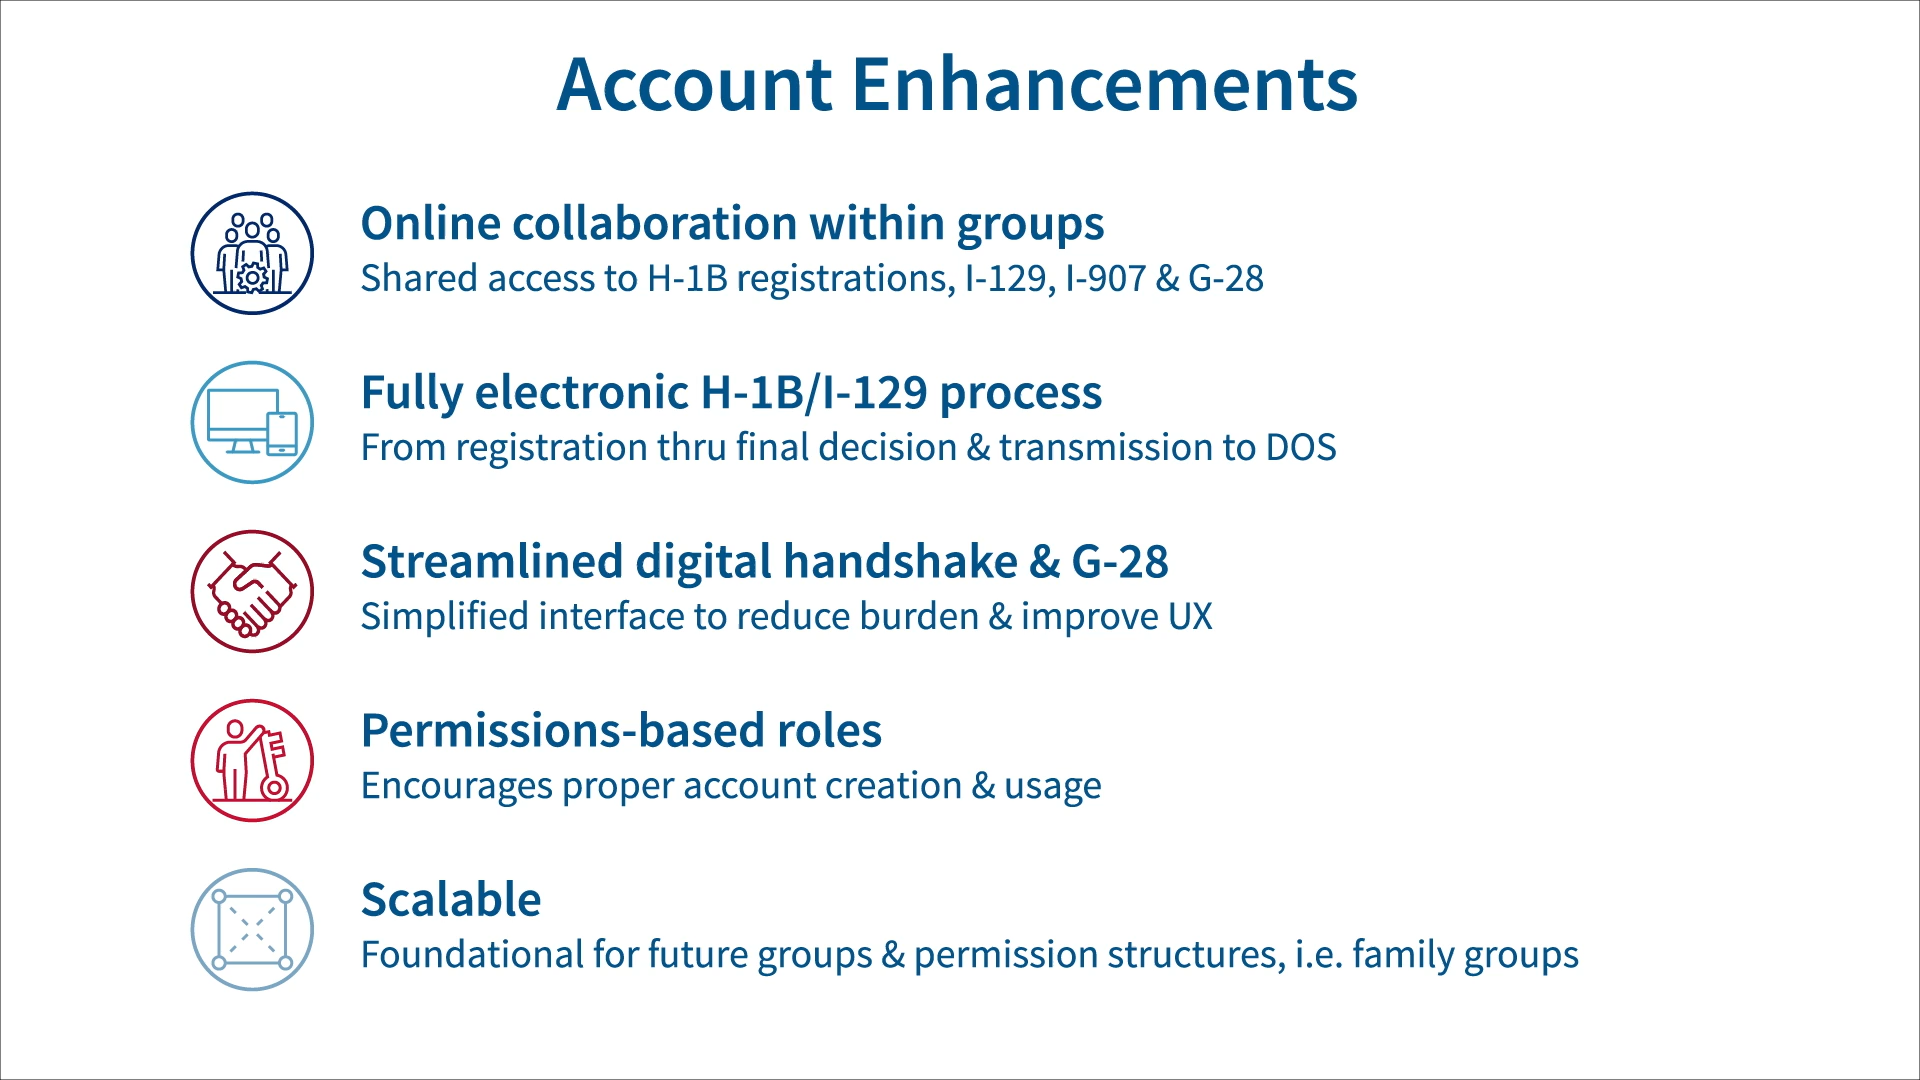 Account Enhancements
Online collaboration within groups
Shared access to H-1B registrations, I-129, I-907 & G-28
Fully electronic H-1B/I-129 process
From registration thru final decision & transmission to DOS
Streamlined digital handshake & G-28
Simplified interface to reduce burden & improve UX
Permissions-based roles
Encourages proper account creation & usage
Scalable
Foundational for future groups & permission structures, i.e. family groups